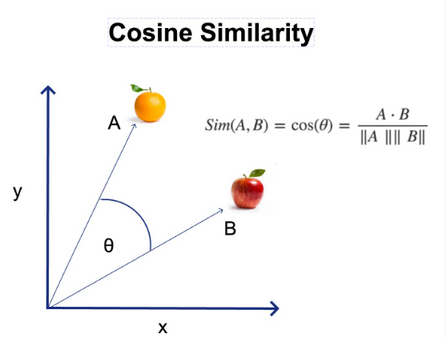 Cosine Similarity
A
Sim(A, B) = cos(θ) = A · B / ‖A ‖‖ B‖
y
B
θ
x